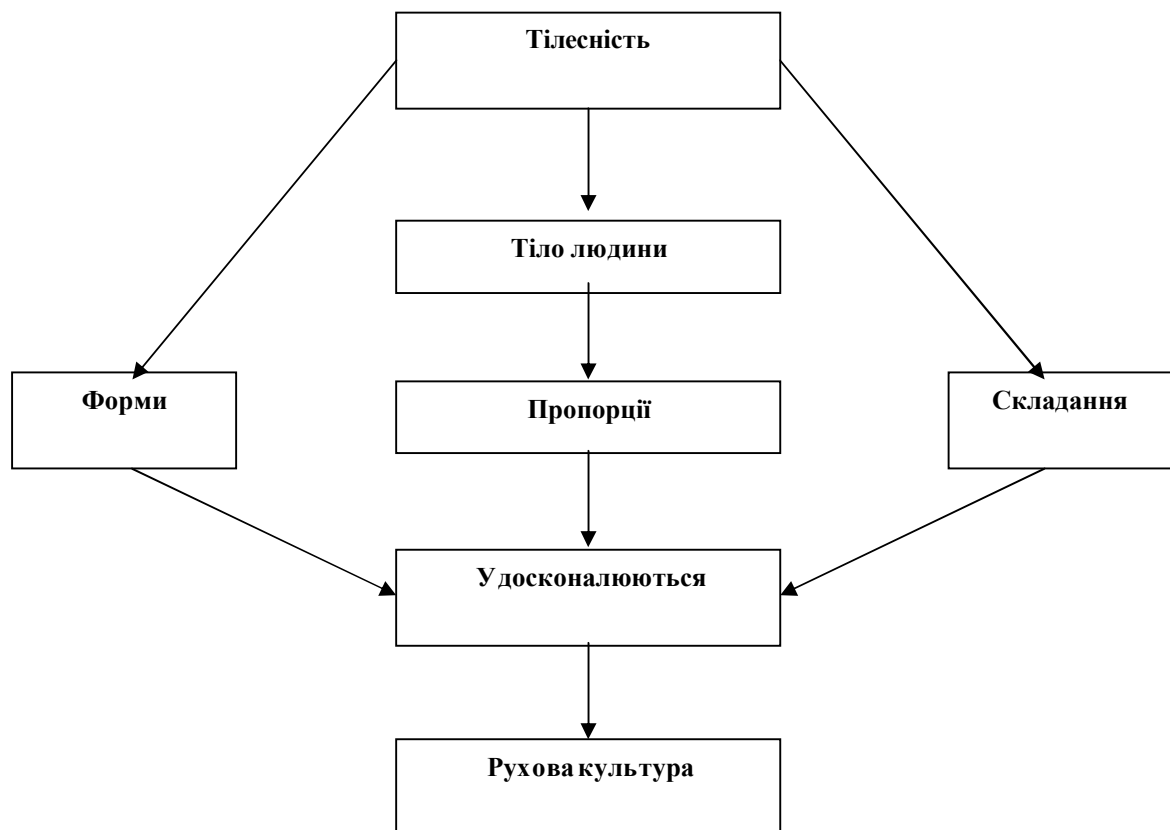 Тілесність
Тіло людини
Форми
Пропорції
Складання
Удосконалюються
Рухова культура